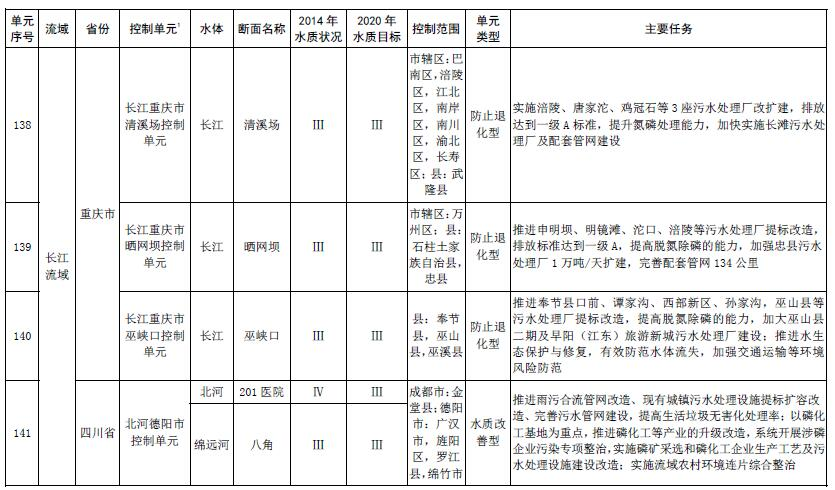 单元序号 流域 省份 控制单元¹ 水体 断面名称 2014年水质状况 2020年水质目标 控制范围 单元类型 主要任务
138
长江流域
重庆市
长江重庆市
清溪场控制
单元
长江
清溪场
III
III
市辖区：巴
南区，涪陵
区，江北
区，南岸
区，南川
区，渝北
区，长寿
区；县：武
隆县
防止退
化型
实施涪陵、唐家沱、鸡冠石等3座污水处理厂改扩建，排放
达到一级A标准，提升氮磷处理能力，加快实施长滩污水处
理厂及配套管网建设
139
长江重庆市
晒网坝控制
单元
长江
晒网坝
III
III
市辖区：万
州区；县：
石柱土家
族自治县，
忠县
防止退
化型
推进申明坝、明镜滩、沱口、涪陵等污水处理厂提标改造，
排放标准达到一级A，提高脱氮除磷的能力，加强忠县污水
处理厂1万吨/天扩建，完善配套管网134公里
140
长江重庆市
巫峡口控制
单元
长江
巫峡口
III
III
县：奉节
县，巫山
县，巫溪县
防止退
化型
推进奉节县口前、谭家沟、西部新区、孙家沟，巫山县等
污水处理厂提标改造，提高脱氮除磷的能力，加大巫山县
二期及早阳（江东）旅游新城污水处理厂建设；推进水生
态保护与修复，有效防范水体流失，加强交通运输等环境
风险防范
141
四川省
北河德阳市
控制单元
北河
201医院
IV
III
绵远河
八角
III
III
成都市：金
堂县；德阳
市：广汉
市，旌阳
区，罗江
县，绵竹市
水质改
善型
推进雨污合流管网改造、现有城镇污水处理设施提标扩容改
造、完善污水管网建设，提高生活垃圾无害化处理率；以磷化
工基地为重点，推进磷化工等产业的升级改造，系统开展涉磷
企业污染专项整治，实施磷矿采选和磷化工企业生产工艺及污
水处理设施建设改造；实施流域农村环境连片综合整治